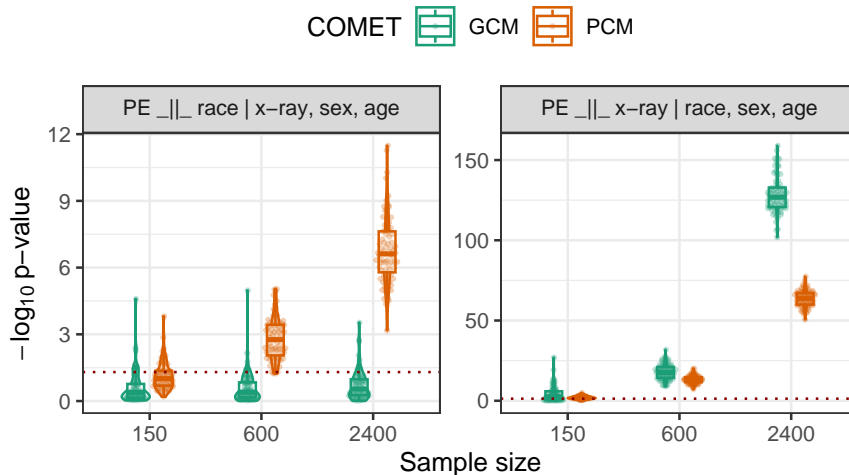 COMET GCM PCM
PE _||_ race | x−ray, sex, age
PE _||_ x−ray | race, sex, age
−log10 p−value
12
9
6
3
0
150
100
50
0
150 600 2400
150 600 2400
Sample size